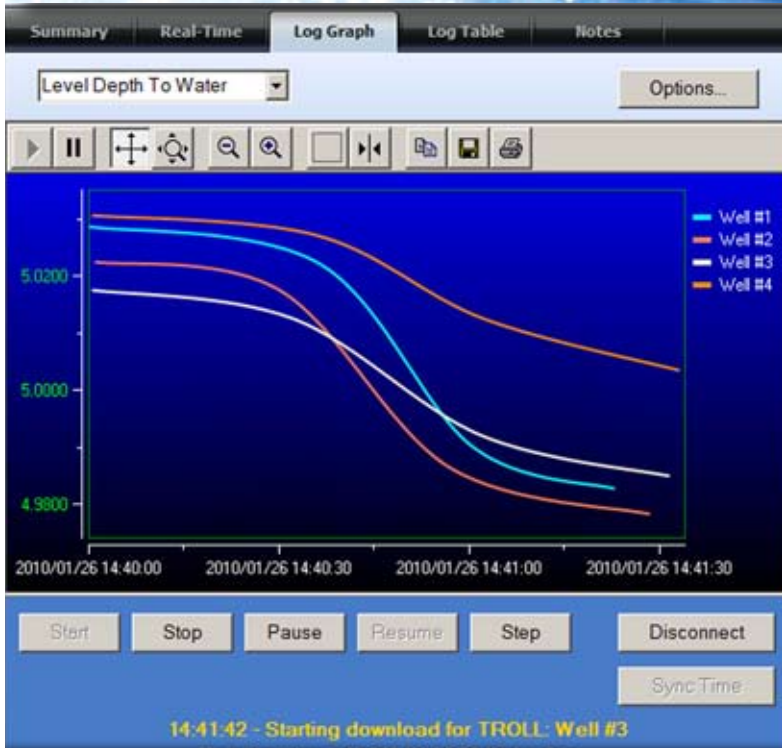 Summary Real-Time Log Graph Log Table Notes
Level Depth To Water Options...
Well #1
Well #2
Well #3
Well #4
5.0200
5.0000
4.9800
2010/01/26 14:40:00 2010/01/26 14:40:30 2010/01/26 14:41:00 2010/01/26 14:41:30
Start Stop Pause Resume Step Disconnect
Sync Time
14:41:42 - Starting download for TROLL: Well #3